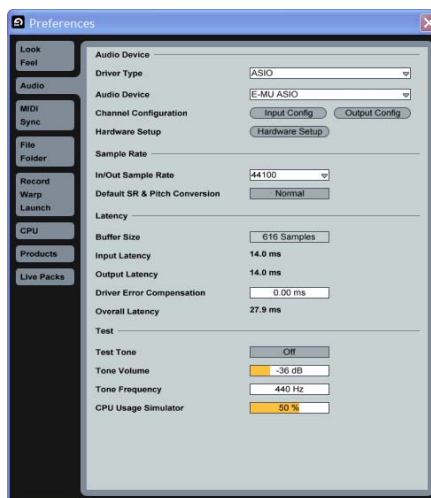 Preferences
Look
Feel
Audio
MIDI
Sync
File
Folder
Record
Warp
Launch
CPU
Products
Live Packs
Audio Device
Driver Type ASIO
Audio Device E-MU ASIO
Channel Configuration Input Config Output Config
Hardware Setup Hardware Setup
Sample Rate
In/Out Sample Rate 44100
Default SR & Pitch Conversion Normal
Latency
Buffer Size 616 Samples
Input Latency 14.0 ms
Output Latency 14.0 ms
Driver Error Compensation 0.00 ms
Overall Latency 27.9 ms
Test
Test Tone Off
Tone Volume -36 dB
Tone Frequency 440 Hz
CPU Usage Simulator 50 %